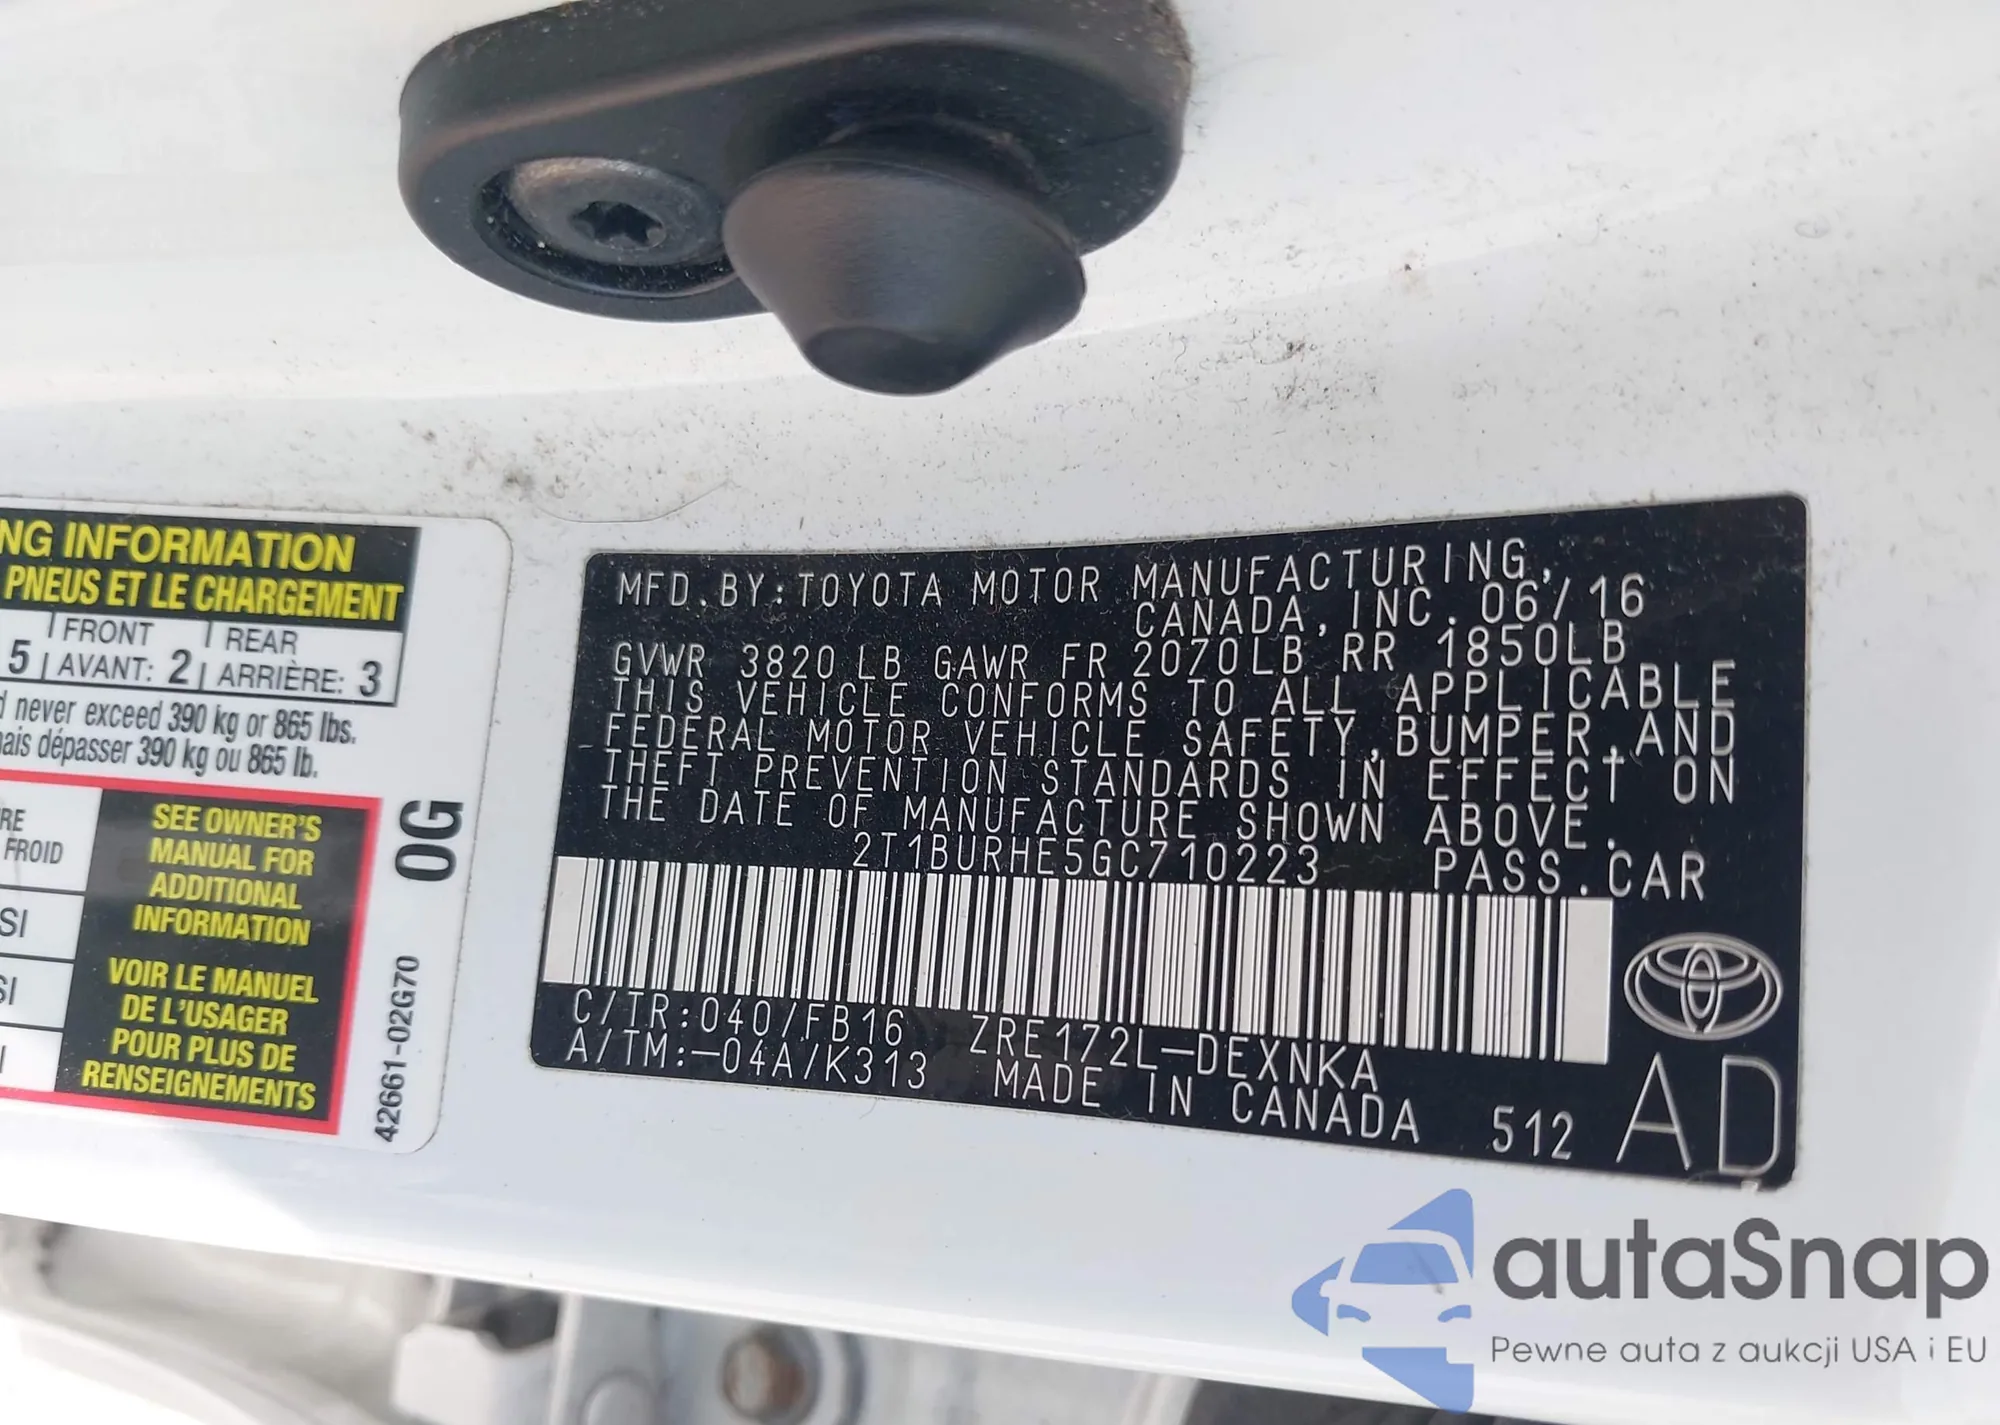 NG INFORMATION
PNEUS ET LE CHARGEMENT
FRONT REAR
5 AVANT: 2 ARRIÈRE: 3
never exceed 390 kg or 865 lbs.
dépasser 390 kg ou 865 lb.
FROID
SI
SI
SEE OWNER'S
MANUAL FOR
ADDITIONAL
INFORMATION
VOIR LE MANUEL
DE L'USAGER
POUR PLUS DE
RENSEIGNEMENTS
0G
42661-02G70
MFD.BY:TOYOTA MOTOR MANUFACTURING,
CANADA, INC. 06/16
GVWR 3820 LB GAWR FR 2070LB RR 1850LB
THIS VEHICLE CONFORMS TO ALL APPLICABLE
FEDERAL MOTOR VEHICLE SAFETY,BUMPER,AND
THEFT PREVENTION STANDARDS IN EFFECT ON
THE DATE OF MANUFACTURE SHOWN ABOVE.
2T1BURHE5GC710223 PASS.CAR
C/TR:040/FB16 ZRE172L-DEXNKA
A/TM:-04A/K313 MADE IN CANADA 512
AD
autaSnap
Pewne auta z aukcji USA i EU